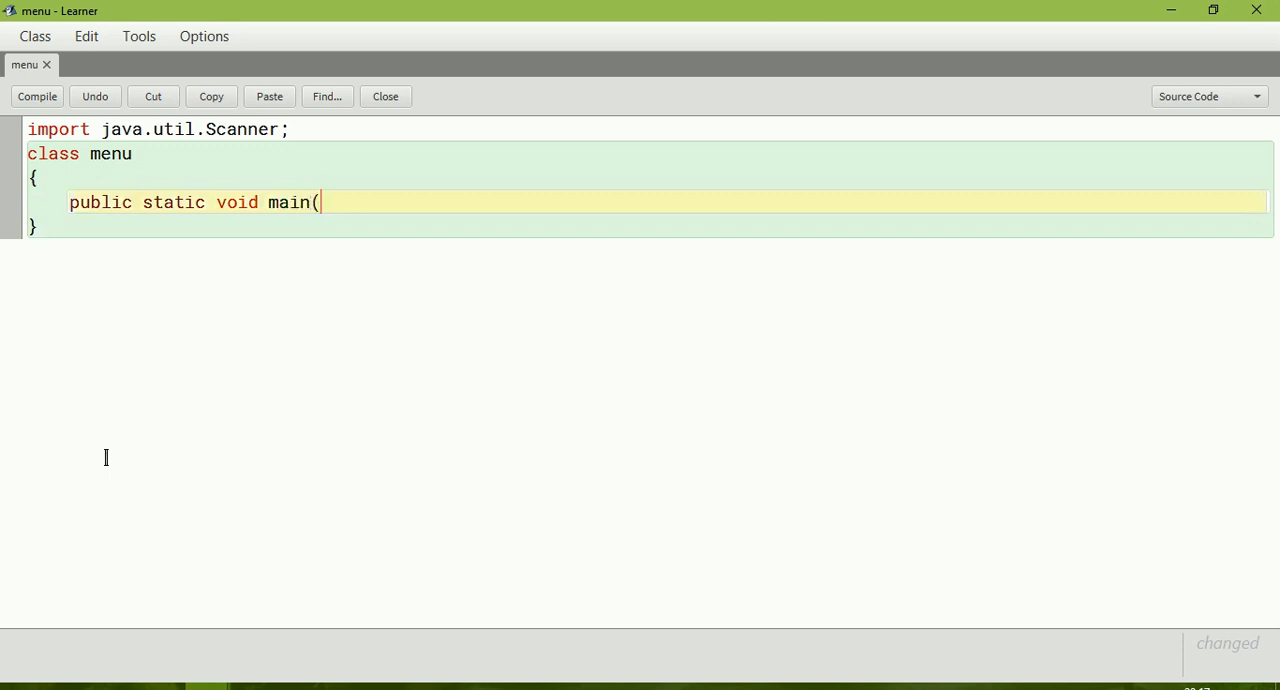 menu - Learner
Class Edit Tools Options
menu
Compile Undo Cut Copy Paste Find... Close Source Code
import java.util.Scanner;
class menu
{
public static void main(
}
changed